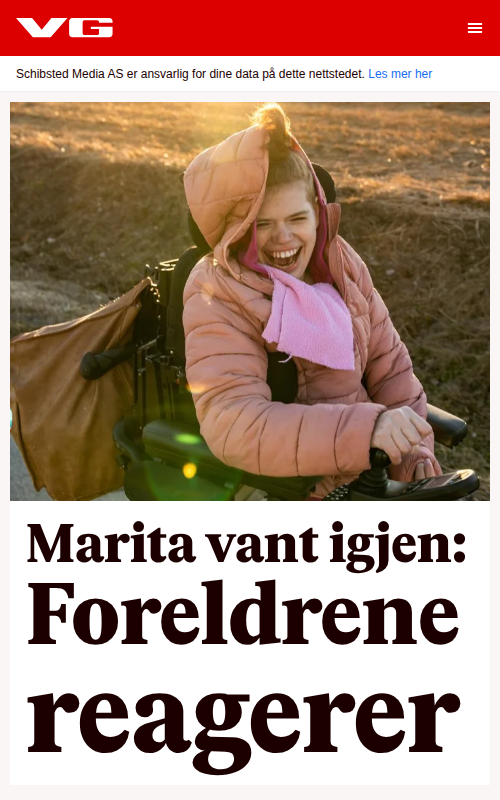 VG
Schibsted Media AS er ansvarlig for dine data på dette nettstedet. Les mer her
Marita vant igjen:
Foreldrene
reagerer